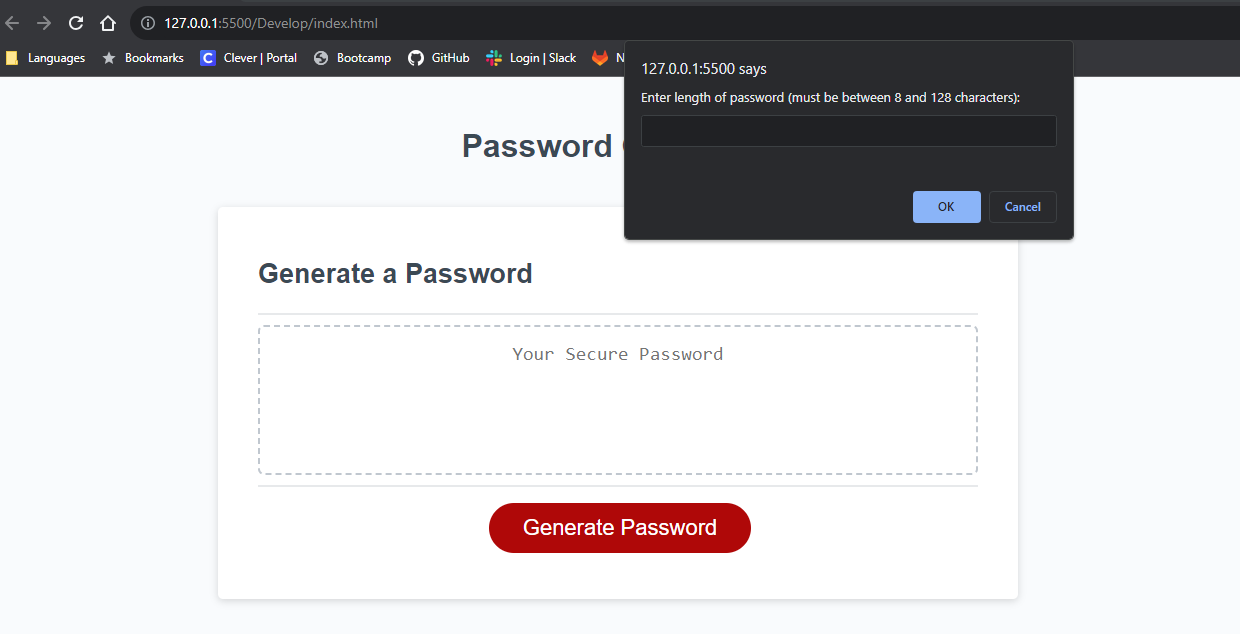 127.0.0.1:5500/Develop/index.html
Languages Bookmarks C Clever | Portal Bootcamp GitHub Login | Slack N
127.0.0.1:5500 says
Enter length of password (must be between 8 and 128 characters):
OK Cancel
Password
Generate a Password
Your Secure Password
Generate Password